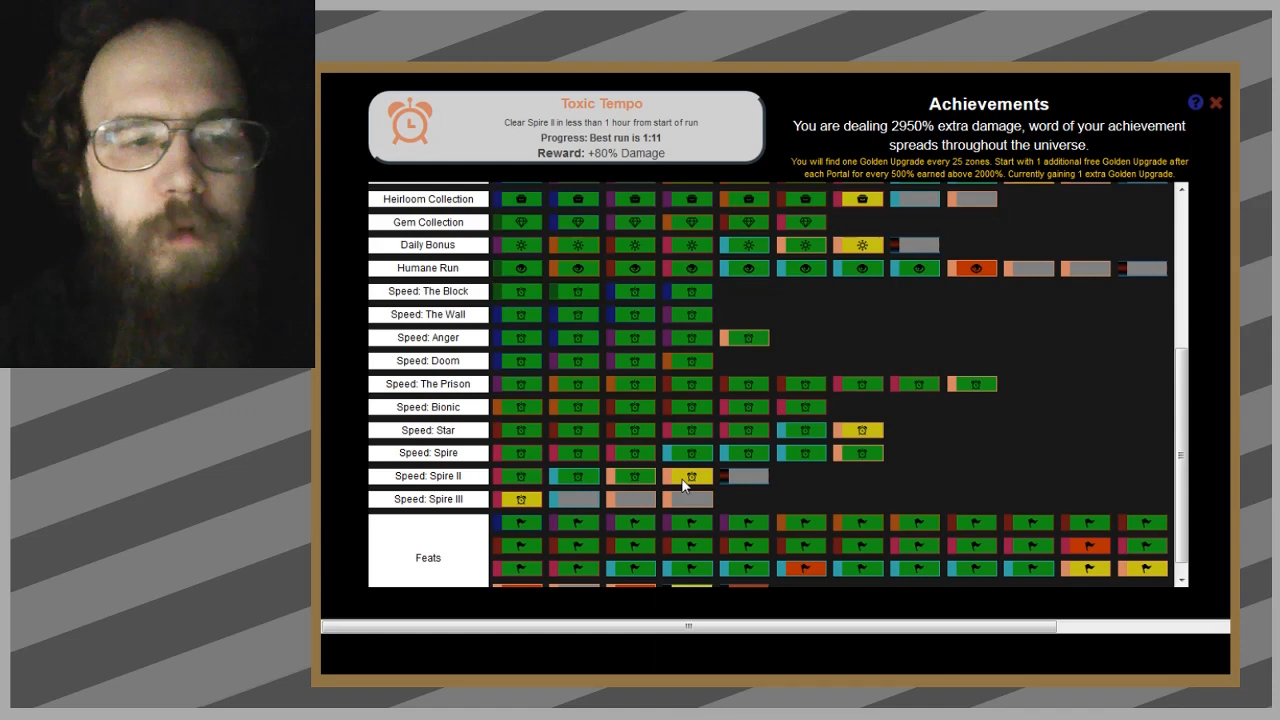 Toxic Tempo
Clear Spire II in less than 1 hour from start of run
Progress: Best run is 1:11
Reward: +80% Damage
Achievements
You are dealing 2950% extra damage, word of your achievement
spreads throughout the universe.
You will find one Golden Upgrade every 25 zones. Start with 1 additional free Golden Upgrade after
each Portal for every 500% earned above 2000%. Currently gaining 1 extra Golden Upgrade.
Heirloom Collection
Gem Collection
Daily Bonus
Humane Run
Speed: The Block
Speed: The Wall
Speed: Anger
Speed: Doom
Speed: The Prison
Speed: Bionic
Speed: Star
Speed: Spire
Speed: Spire II
Speed: Spire III
Feats